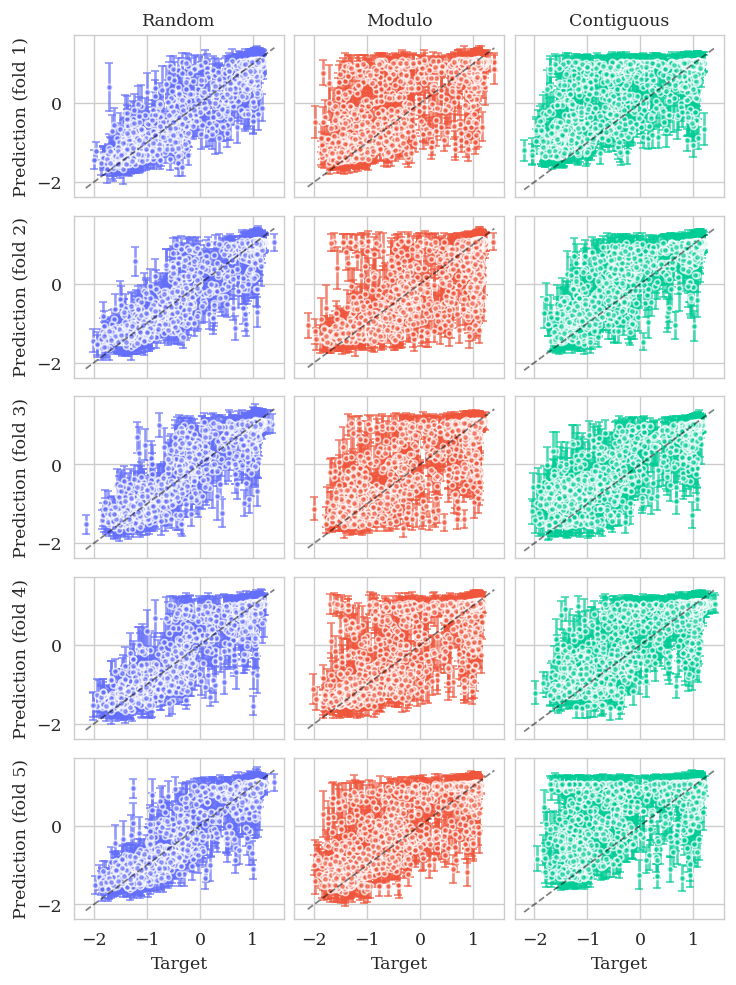 Random Modulo Contiguous
Prediction (fold 1)
0
−2
Prediction (fold 2)
0
−2
Prediction (fold 3)
0
−2
Prediction (fold 4)
0
−2
Prediction (fold 5)
0
−2
−2 −1 0 1 −2 −1 0 1 −2 −1 0 1
Target Target Target